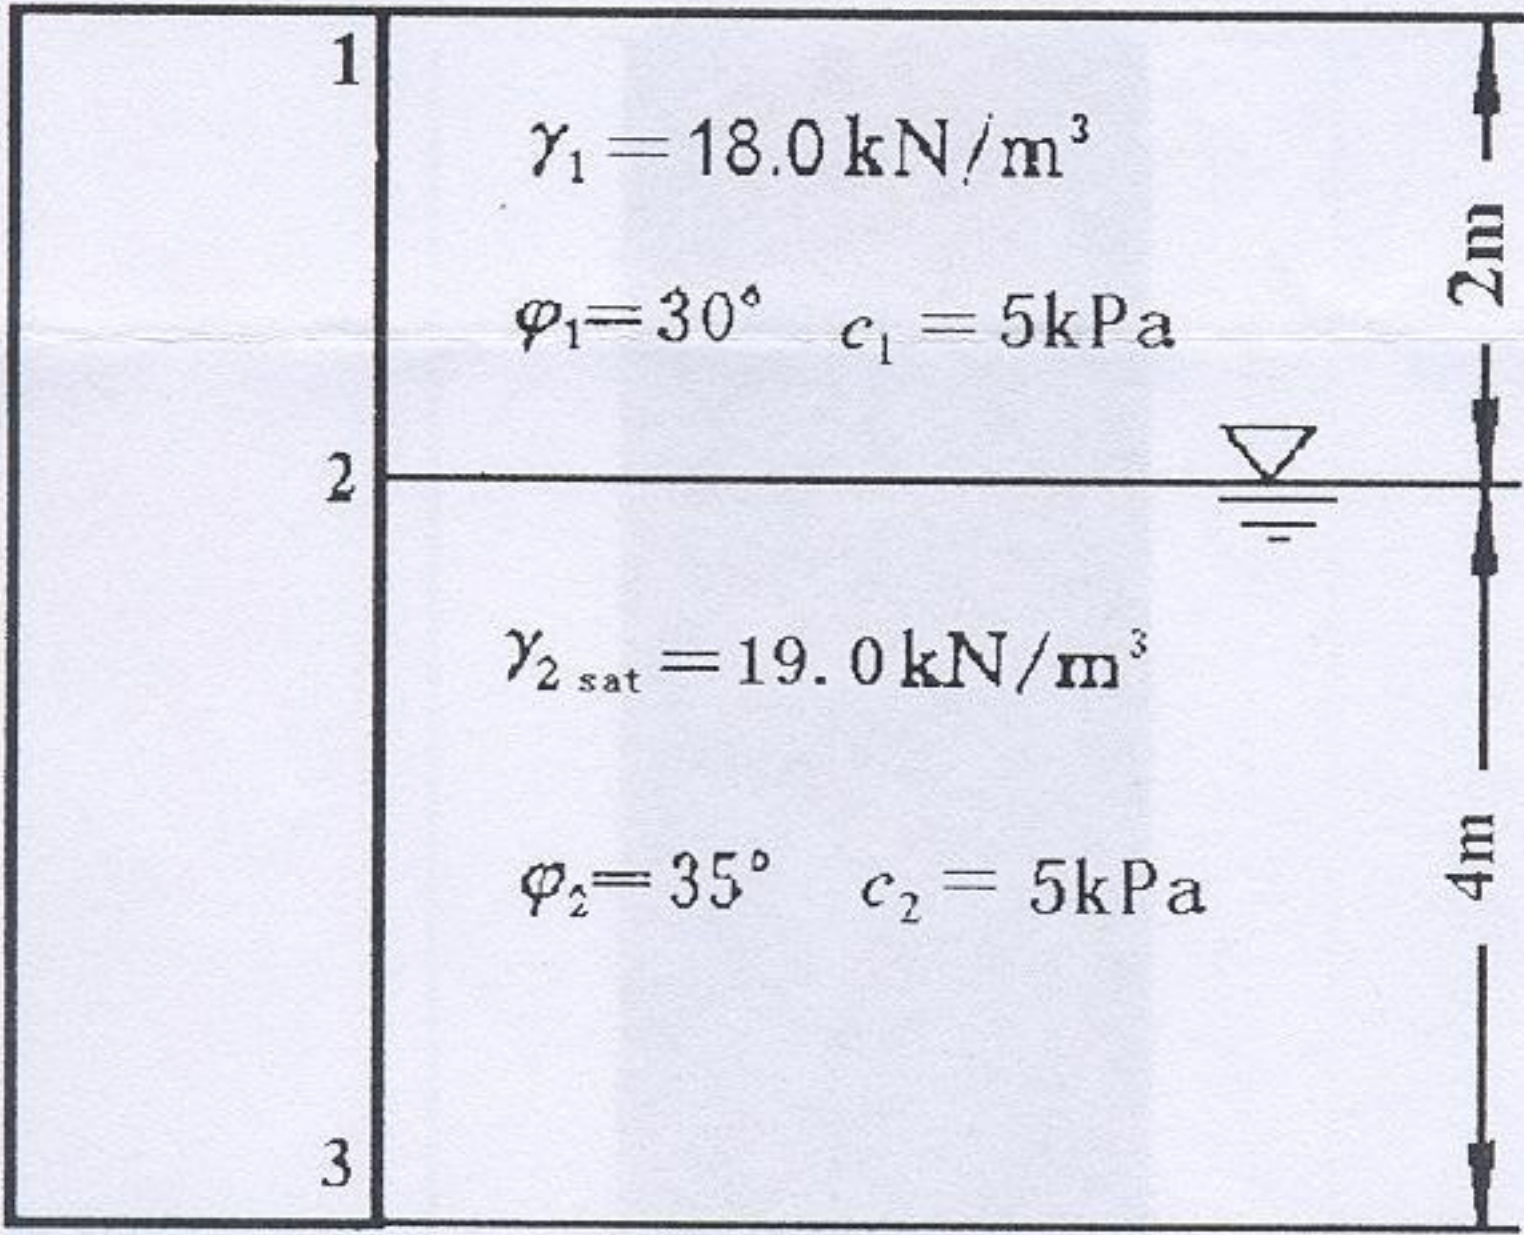 1
γ₁ = 18.0 kN/m³
φ₁ = 30° c₁ = 5kPa
2m
2
γ₂ sat = 19.0 kN/m³
φ₂ = 35° c₂ = 5kPa
4m
3